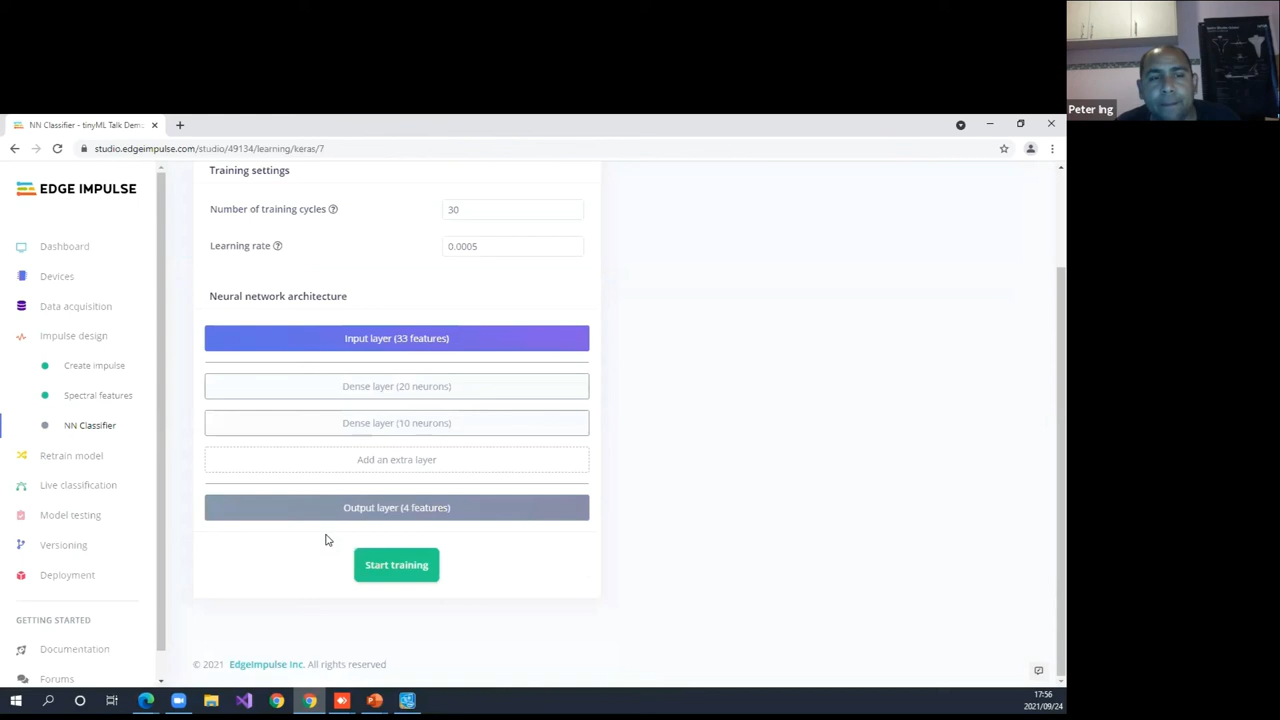 Peter Ing
NN Classifier - tinyML Talk Dem
studio.edgeimpulse.com/studio/49134/learning/keras/7
EDGE IMPULSE
Dashboard
Devices
Data acquisition
Impulse design
Create impulse
Spectral features
NN Classifier
Retrain model
Live classification
Model testing
Versioning
Deployment
GETTING STARTED
Documentation
Forums
Training settings
Number of training cycles
30
Learning rate
0.0005
Neural network architecture
Input layer (33 features)
Dense layer (20 neurons)
Dense layer (10 neurons)
Add an extra layer
Output layer (4 features)
Start training
© 2021 EdgeImpulse Inc. All rights reserved
17:56
2021/09/24